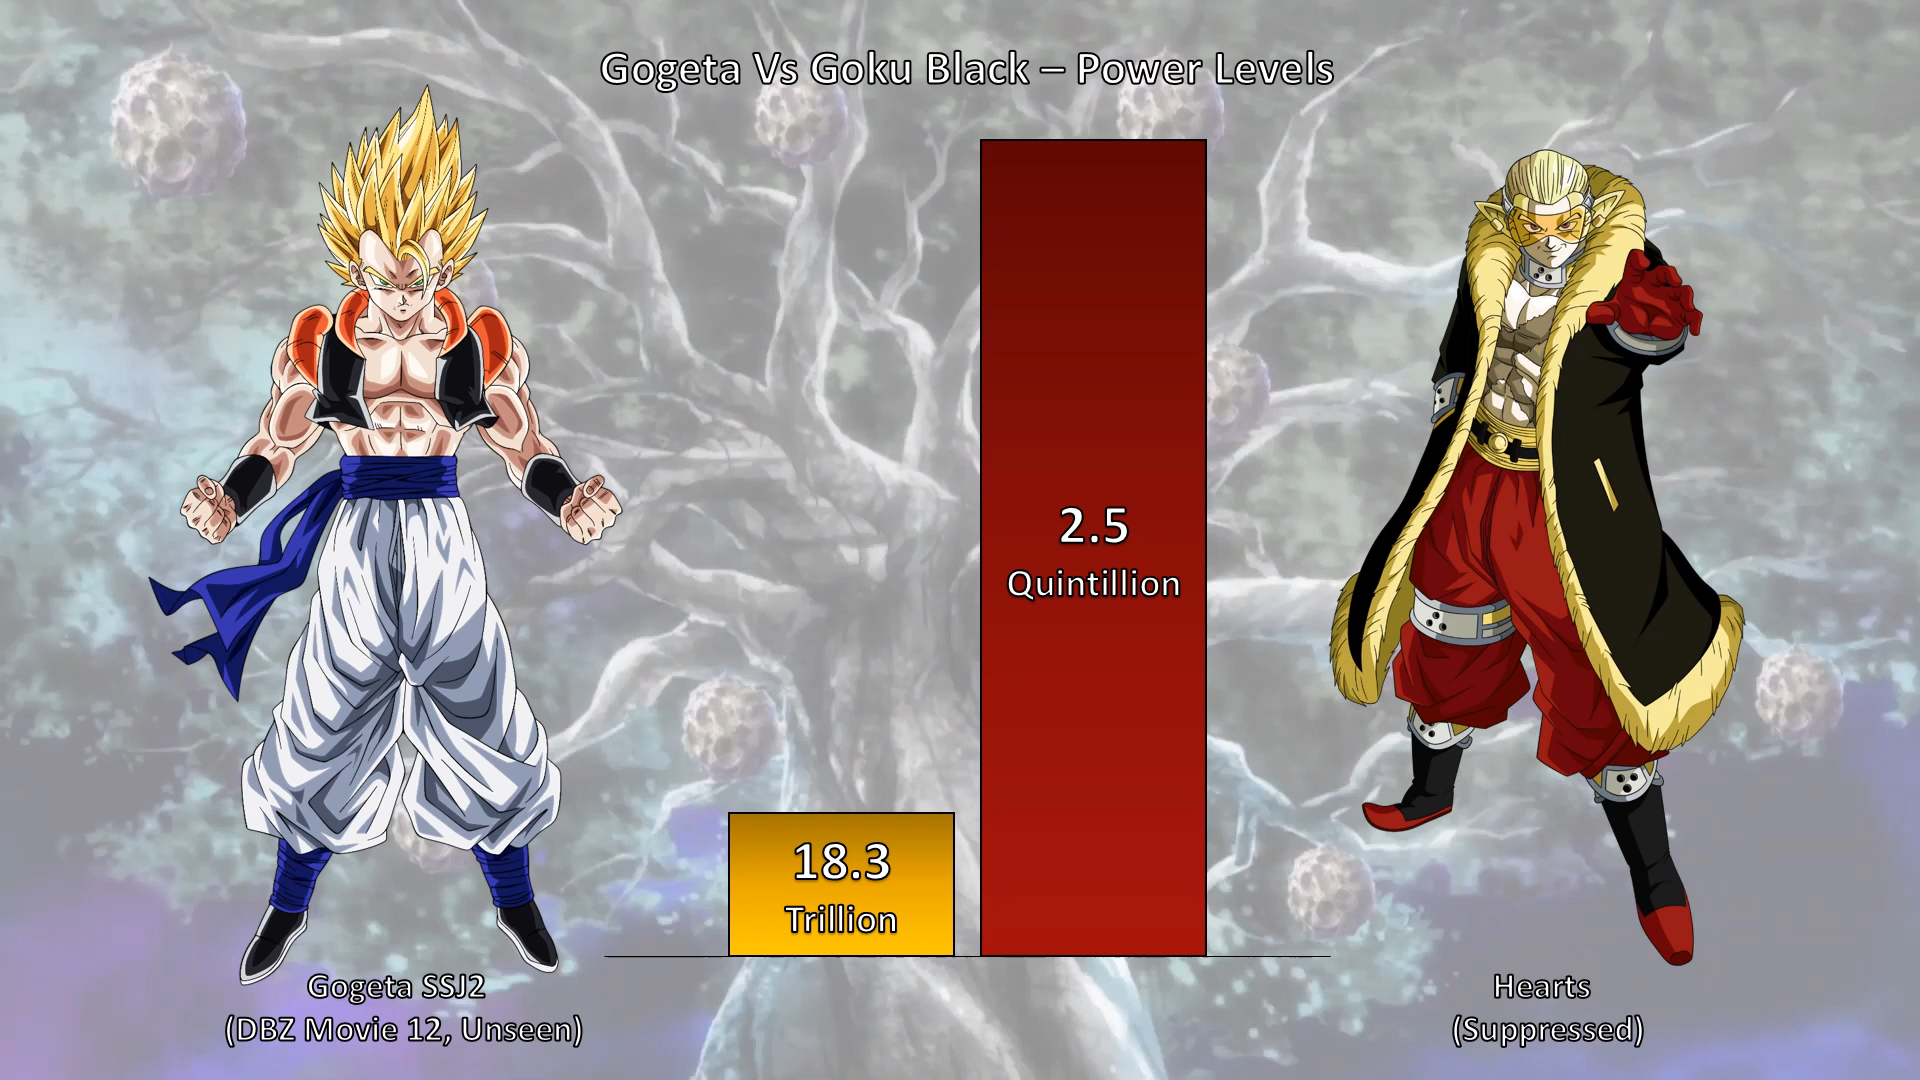 Gogeta Vs Goku Black – Power Levels
2.5
Quintillion
18.3
Trillion
Gogeta SSJ2
(DBZ Movie 12, Unseen)
Hearts
(Suppressed)